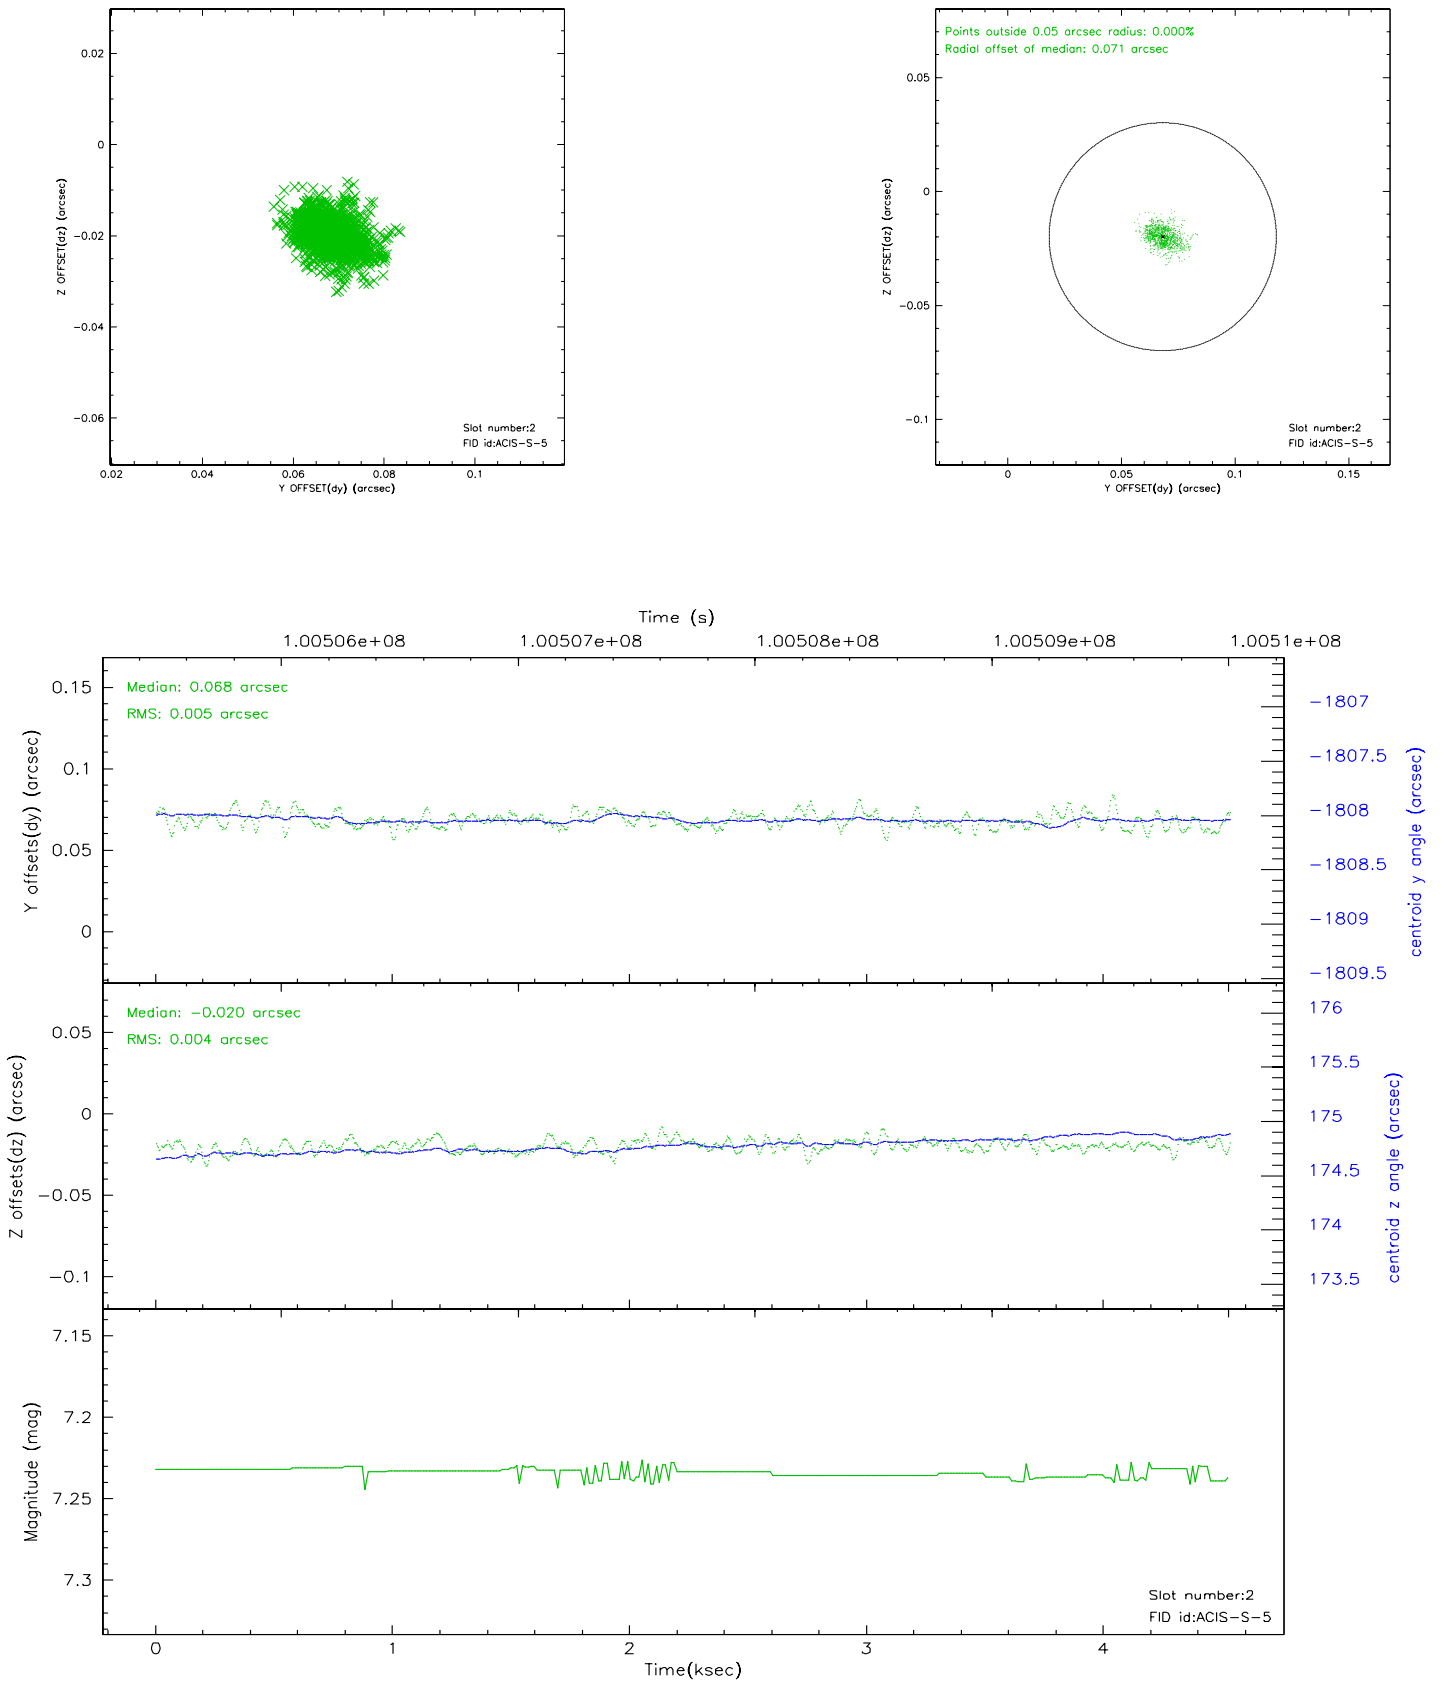 0.02
0
−0.02
−0.04
−0.06
Z OFFSET(dz) (arcsec)
Slot number:2
FID id:ACIS−S−5
0.02 0.04 0.06 0.08 0.1
Y OFFSET(dy) (arcsec)
Points outside 0.05 arcsec radius: 0.000%
Radial offset of median: 0.071 arcsec
0.05
0
−0.05
−0.1
Z OFFSET(dz) (arcsec)
Slot number:2
FID id:ACIS−S−5
0 0.05 0.1 0.15
Y OFFSET(dy) (arcsec)
Time (s)
1.00506e+08 1.00507e+08 1.00508e+08 1.00509e+08 1.0051e+08
Median: 0.068 arcsec
RMS: 0.005 arcsec
0.15
0.1
0.05
0
Y offsets(dy) (arcsec)
−1807
−1807.5
−1808
−1808.5
−1809
−1809.5
centroid y angle (arcsec)
Median: −0.020 arcsec
RMS: 0.004 arcsec
0.05
0
−0.05
−0.1
Z offsets(dz) (arcsec)
176
175.5
175
174.5
174
173.5
centroid z angle (arcsec)
7.15
7.2
7.25
7.3
Magnitude (mag)
Slot number:2
FID id:ACIS−S−5
0 1 2 3 4
Time(ksec)